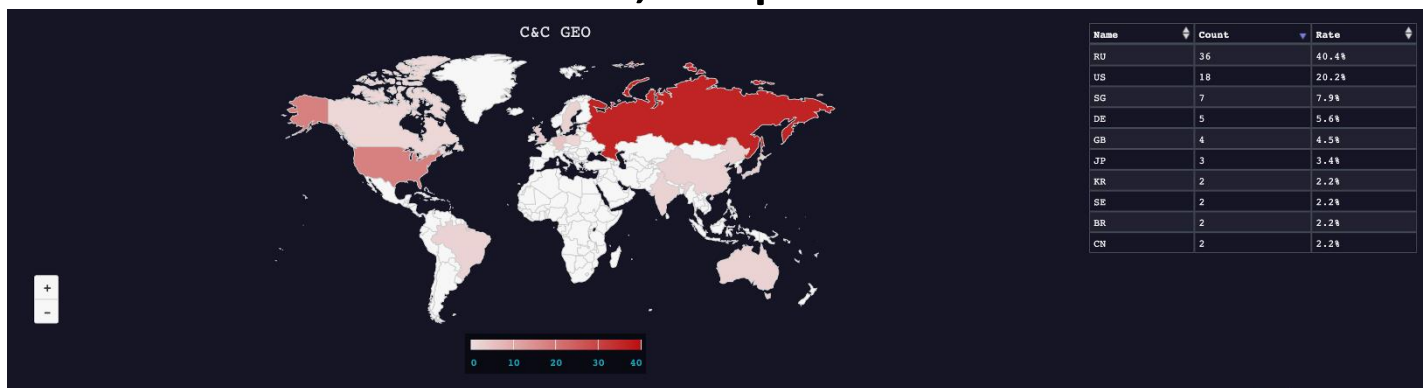 C&C GEO
+
-
0 10 20 30 40
Name Count Rate
RU 36 40.4%
US 18 20.2%
SG 7 7.9%
DE 5 5.6%
GB 4 4.5%
JP 3 3.4%
KR 2 2.2%
SE 2 2.2%
BR 2 2.2%
CN 2 2.2%